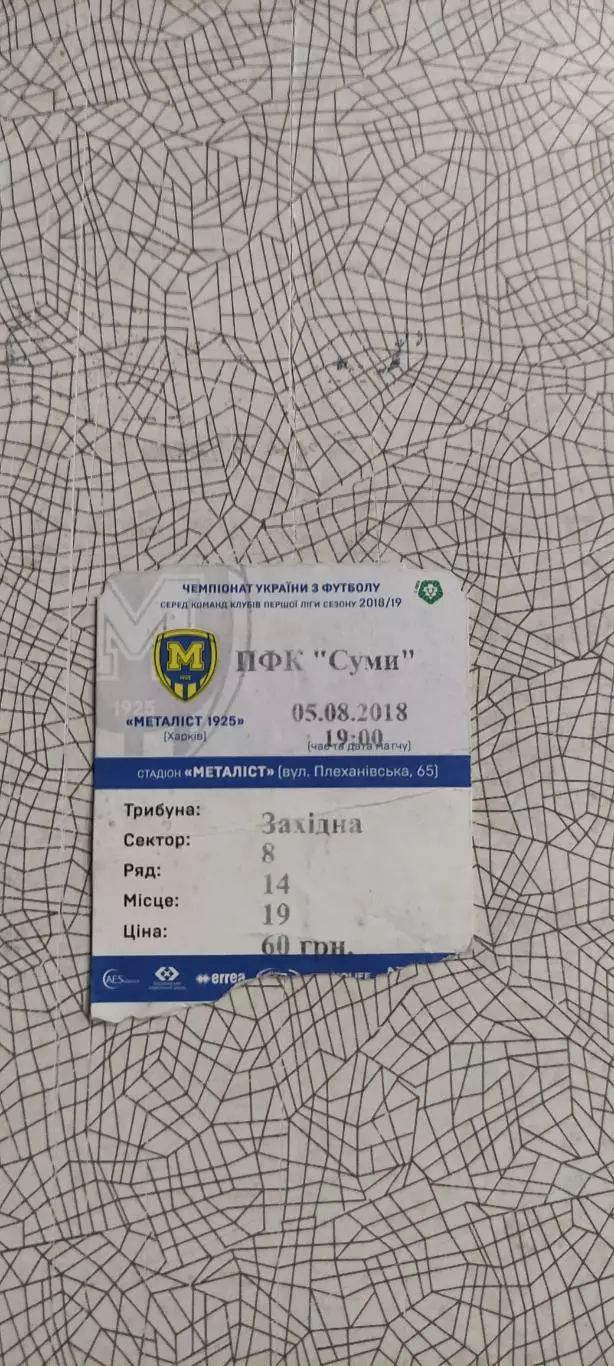 ЧЕМПІОНАТ УКРАЇНИ З ФУТБОЛУ
СЕРЕД КОМАНД КЛУБІВ ПЕРШОЇ ЛІГИ СЕЗОНУ 2018/19
М
1925
1925
ПФК "Суми"
«МЕТАЛІСТ 1925»
(Харків)
05.08.2018
19:00
(час та дата матчу)
СТАДІОН «МЕТАЛІСТ» (вул. Плеханівська, 65)
Трибуна: Західна
Сектор: 8
Ряд: 14
Місце: 19
Ціна: 60 грн.
AES
errea